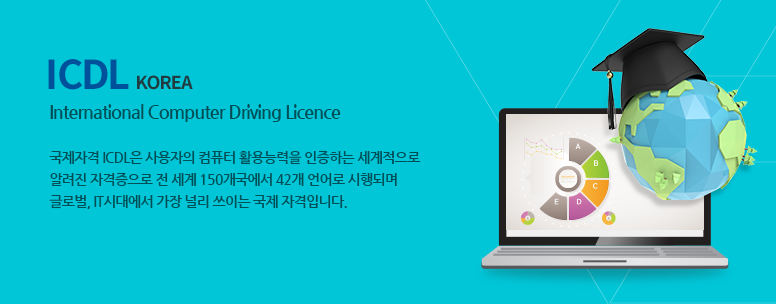 ICDL KOREA
International Computer Driving Licence
국제자격 ICDL은 사용자의 컴퓨터 활용능력을 인증하는 세계적으로
알려진 자격증으로 전 세계 150개국에서 42개 언어로 시행되며
글로벌, IT시대에서 가장 널리 쓰이는 국제 자격입니다.
A
B
C
D
E